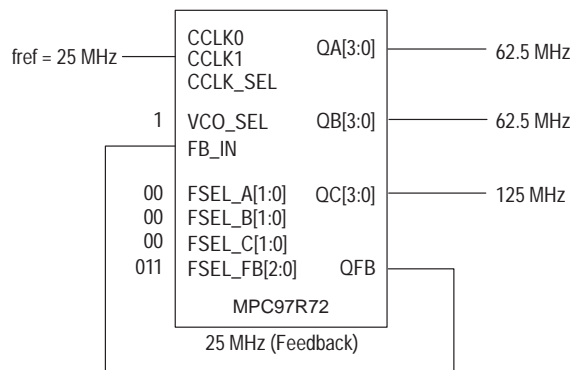 CCLK0
fref = 25 MHz CCLK1 QA[3:0] 62.5 MHz
CCLK_SEL
1 VCO_SEL QB[3:0] 62.5 MHz
FB_IN
00 FSEL_A[1:0] QC[3:0] 125 MHz
00 FSEL_B[1:0]
00 FSEL_C[1:0]
011 FSEL_FB[2:0] QFB
MPC97R72
25 MHz (Feedback)